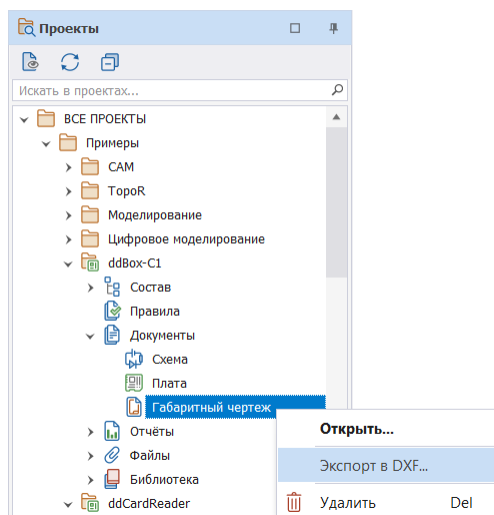 Проекты
Искать в проектах...
ВСЕ ПРОЕКТЫ
Примеры
CAM
TopoR
Моделирование
Цифровое моделирование
ddBox-C1
Состав
Правила
Документы
Схема
Плата
Габаритный чертеж
Открыть...
Отчёты
Экспорт в DXF...
Файлы
Библиотека
Удалить Del
ddCardReader